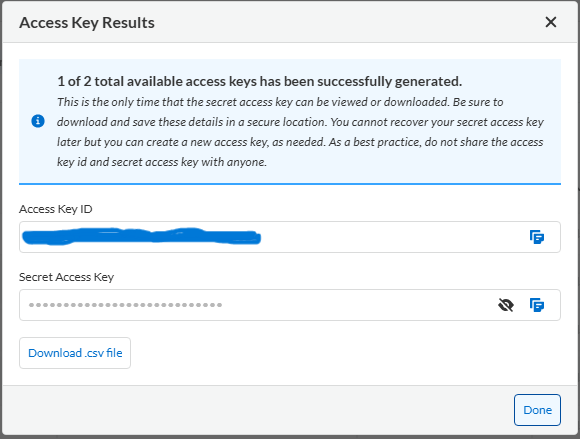 Access Key Results
1 of 2 total available access keys has been successfully generated.
This is the only time that the secret access key can be viewed or downloaded. Be sure to
download and save these details in a secure location. You cannot recover your secret access key
later but you can create a new access key, as needed. As a best practice, do not share the access
key id and secret access key with anyone.
Access Key ID
Secret Access Key
Download .csv file
Done